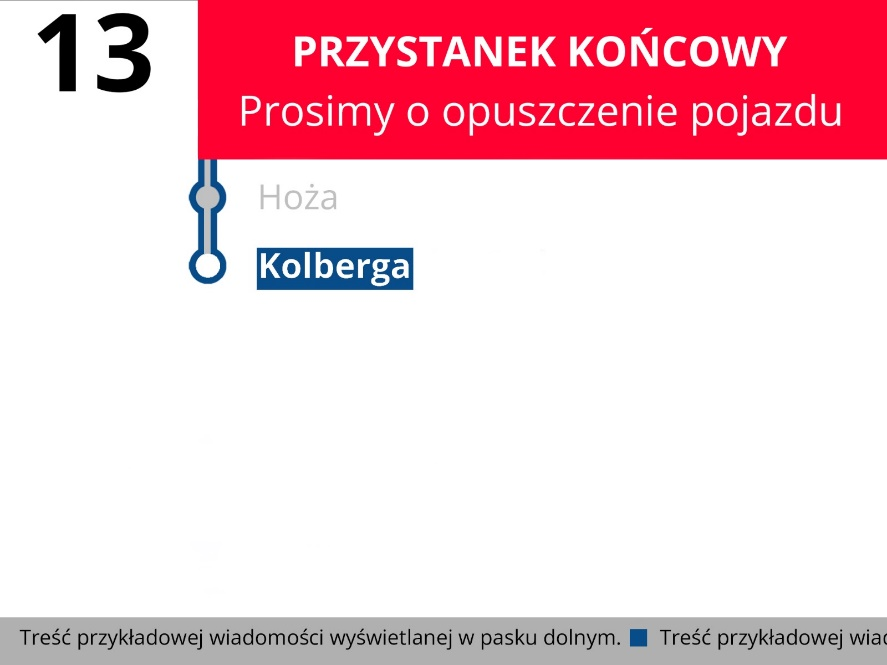 13
PRZYSTANEK KOŃCOWY
Prosimy o opuszczenie pojazdu
Hoża
Kolberga
Treść przykładowej wiadomości wyświetlanej w pasku dolnym. Treść przykładowej